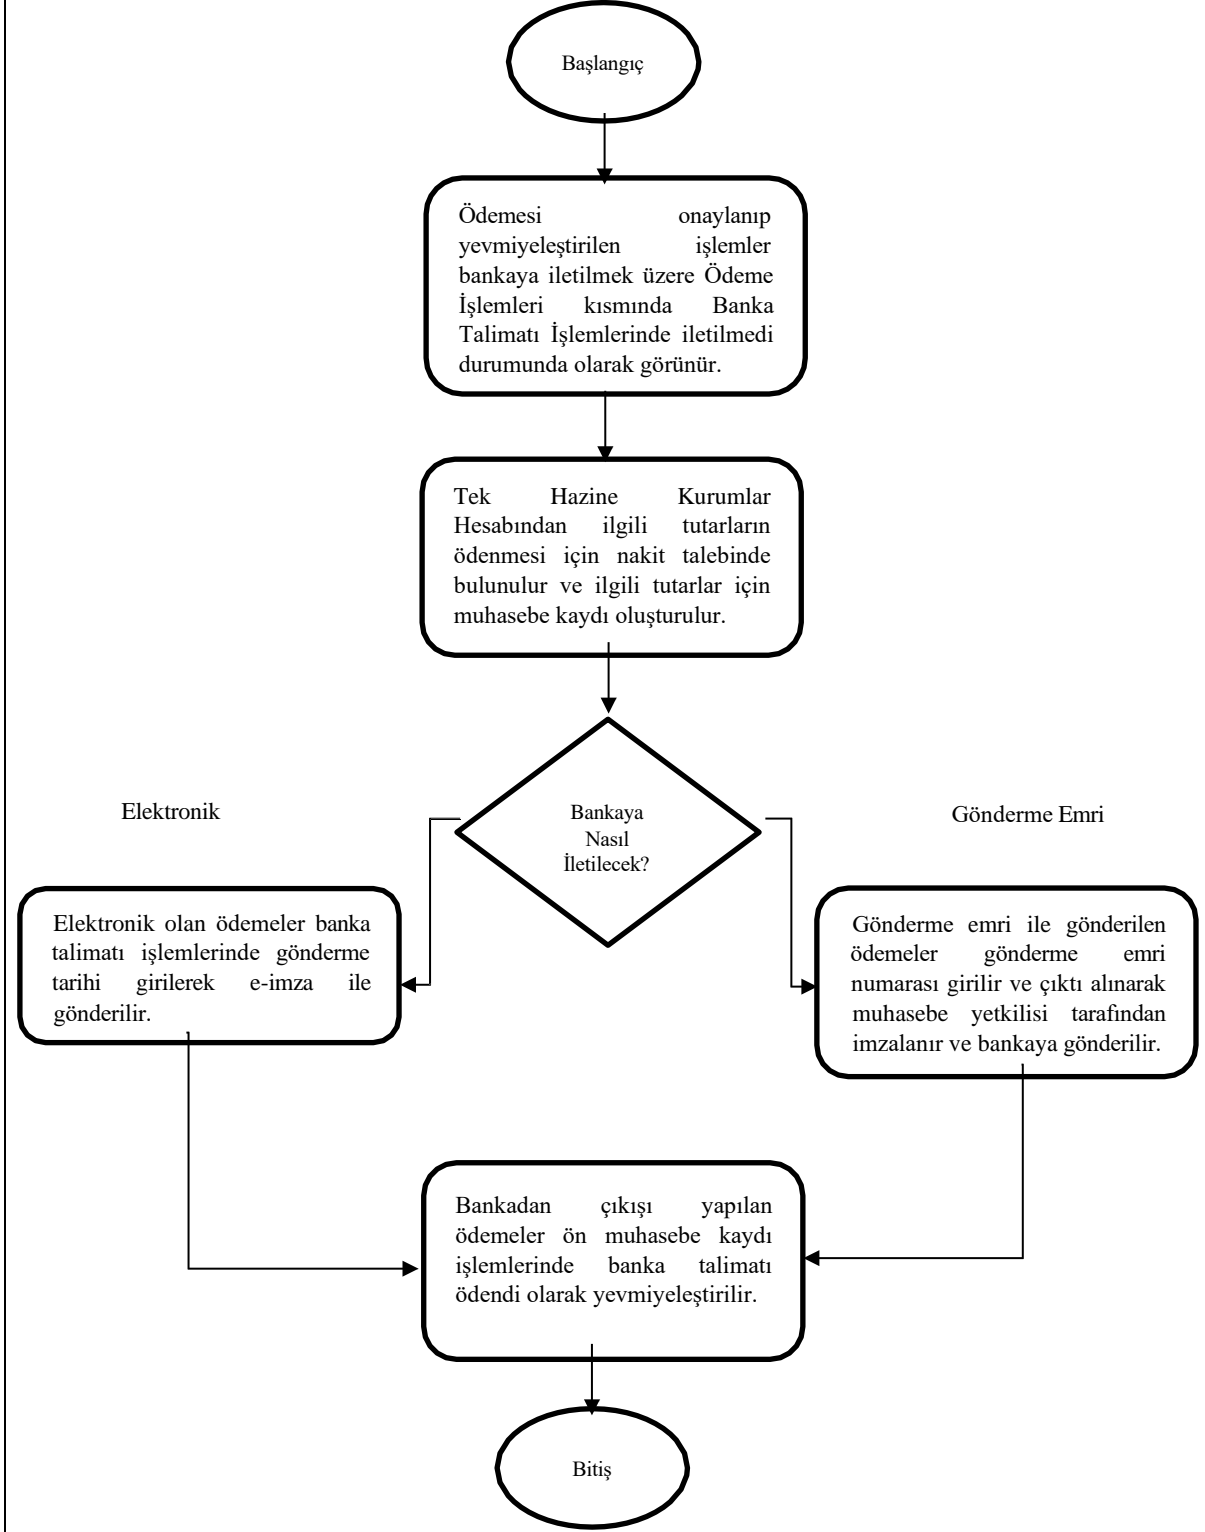 Başlangıç
Ödemesi onaylanıp
yevmiyeleştirilen işlemler
bankaya iletilmek üzere Ödeme
İşlemleri kısmında Banka
Talimatı İşlemlerinde iletilmedi
durumunda olarak görünür.
Tek Hazine Kurumlar
Hesabından ilgili tutarların
ödenmesi için nakit talebinde
bulunulur ve ilgili tutarlar için
muhasebe kaydı oluşturulur.
Bankaya
Nasıl
İletilecek?
Elektronik
Gönderme Emri
Elektronik olan ödemeler banka
talimatı işlemlerinde gönderme
tarihi girilerek e-imza ile
gönderilir.
Gönderme emri ile gönderilen
ödemeler gönderme emri
numarası girilir ve çıktı alınarak
muhasebe yetkilisi tarafından
imzalanır ve bankaya gönderilir.
Bankadan çıkışı yapılan
ödemeler ön muhasebe kaydı
işlemlerinde banka talimatı
ödendi olarak yevmiyeleştirilir.
Bitiş